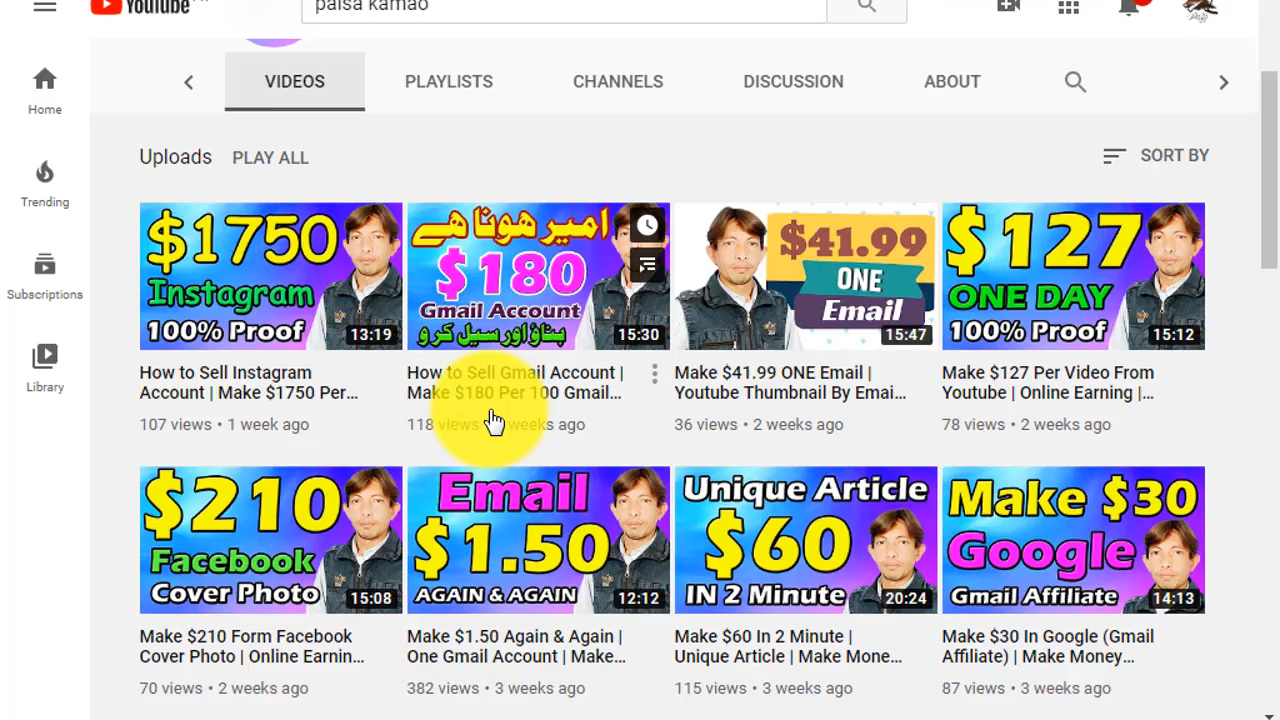 YouTube
paisa kamao
VIDEOS
PLAYLISTS
CHANNELS
DISCUSSION
ABOUT
Home
Trending
Subscriptions
Library
Uploads
PLAY ALL
SORT BY
$1750
Instagram
100% Proof
13:19
How to Sell Instagram
Account | Make $1750 Per...
107 views • 1 week ago
امیر ھونا ھے
$180
Gmail Account
بناؤ اور سیل کرو
15:30
How to Sell Gmail Account |
Make $180 Per 100 Gmail...
118 views
weeks ago
$41.99
ONE
Email
15:47
Make $41.99 ONE Email |
Youtube Thumbnail By Emai...
36 views • 2 weeks ago
$127
ONE DAY
100% Proof
15:12
Make $127 Per Video From
Youtube | Online Earning |...
78 views • 2 weeks ago
$210
Facebook
Cover Photo
15:08
Make $210 Form Facebook
Cover Photo | Online Earnin...
70 views • 2 weeks ago
Email
$1.50
AGAIN & AGAIN
12:12
Make $1.50 Again & Again |
One Gmail Account | Make...
382 views • 3 weeks ago
Unique Article
$60
IN 2 Minute
20:24
Make $60 In 2 Minute |
Unique Article | Make Mone...
115 views • 3 weeks ago
Make $30
Google
Gmail Affiliate
14:13
Make $30 In Google (Gmail
Affiliate) | Make Money...
87 views • 3 weeks ago